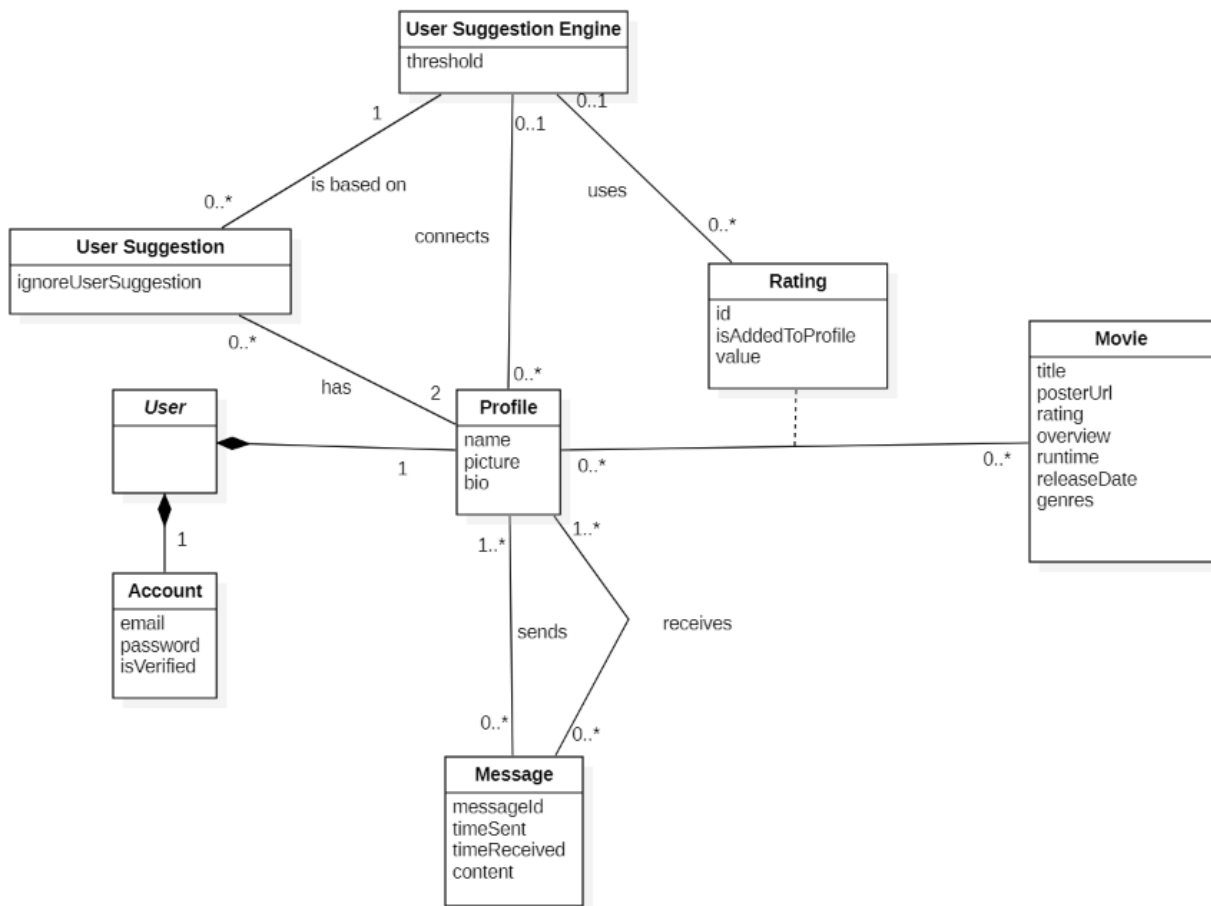 User Suggestion Engine
threshold
1
0..1
0..1
0..*
is based on
uses
connects
0..*
User Suggestion
ignoreUserSuggestion
Rating
id
isAddedToProfile
value
0..*
has
2
0..*
Movie
title
posterUrl
rating
overview
runtime
releaseDate
genres
User
Profile
name
picture
bio
1
0..*
0..*
1
1..*
1..*
Account
email
password
isVerified
sends
receives
0..*
0..*
Message
messageId
timeSent
timeReceived
content